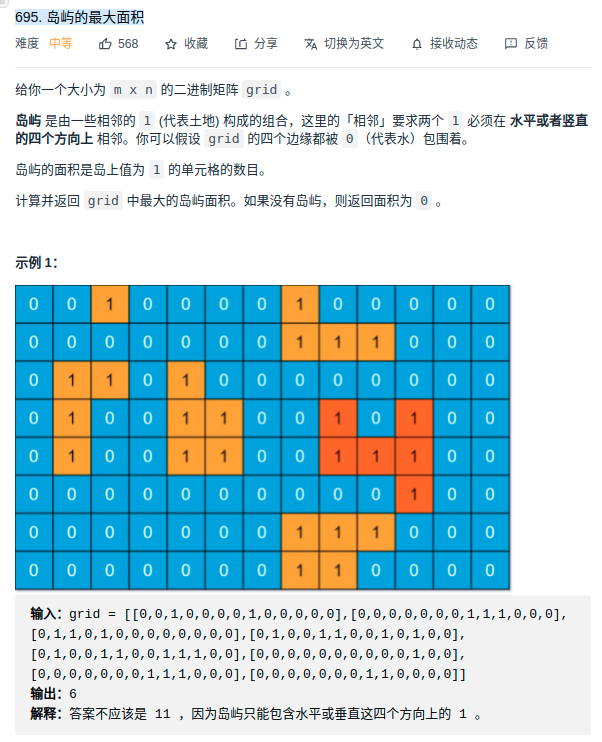 695. 岛屿的最大面积
难度 中等 568 收藏 分享 切换为英文 接收动态 反馈
给你一个大小为 m x n 的二进制矩阵 grid 。
岛屿 是由一些相邻的 1 (代表土地) 构成的组合，这里的「相邻」要求两个 1 必须在 水平或者竖直
的四个方向上 相邻。你可以假设 grid 的四个边缘都被 0 （代表水）包围着。
岛屿的面积是岛上值为 1 的单元格的数目。
计算并返回 grid 中最大的岛屿面积。如果没有岛屿，则返回面积为 0 。
示例 1：
0 0 1 0 0 0 0 1 0 0 0 0 0
0 0 0 0 0 0 0 1 1 1 0 0 0
0 1 1 0 1 0 0 0 0 0 0 0 0
0 1 0 0 1 1 0 0 1 0 1 0 0
0 1 0 0 1 1 0 0 1 1 1 0 0
0 0 0 0 0 0 0 0 0 0 1 0 0
0 0 0 0 0 0 0 1 1 1 0 0 0
0 0 0 0 0 0 0 1 1 0 0 0 0
输入：grid = [[0,0,1,0,0,0,0,1,0,0,0,0,0],[0,0,0,0,0,0,0,1,1,1,0,0,0],
[0,1,1,0,1,0,0,0,0,0,0,0,0],[0,1,0,0,1,1,0,0,1,0,1,0,0],
[0,1,0,0,1,1,0,0,1,1,1,0,0],[0,0,0,0,0,0,0,0,0,0,1,0,0],
[0,0,0,0,0,0,0,1,1,1,0,0,0],[0,0,0,0,0,0,0,1,1,0,0,0,0]]
输出：6
解释：答案不应该是 11 ，因为岛屿只能包含水平或垂直这四个方向上的 1 。